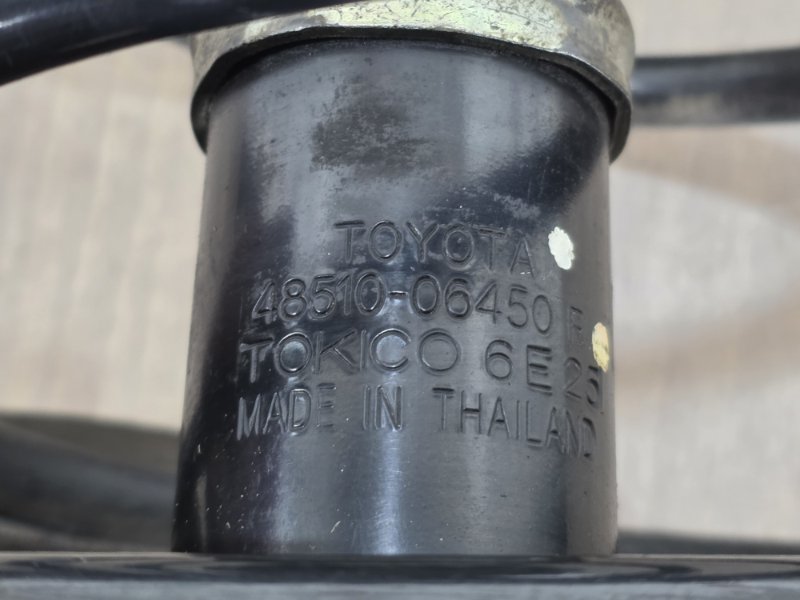 TOYOTA
48510-06450 F
TOKICO 6E25
MADE IN THAILAND